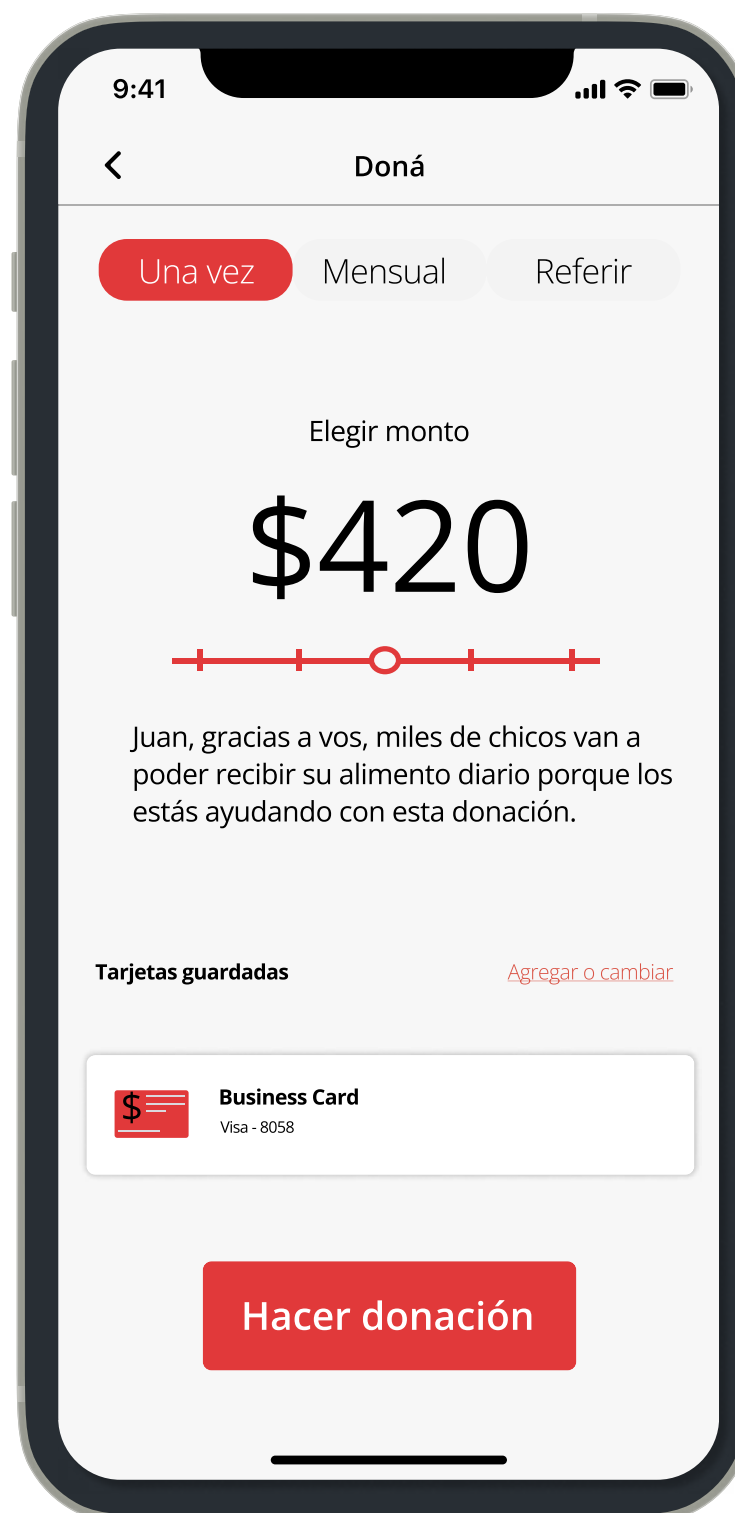 9:41
Doná
Una vez Mensual Referir
Elegir monto
$420
Juan, gracias a vos, miles de chicos van a
poder recibir su alimento diario porque los
estás ayudando con esta donación.
Tarjetas guardadas Agregar o cambiar
$
Business Card
Visa - 8058
Hacer donación